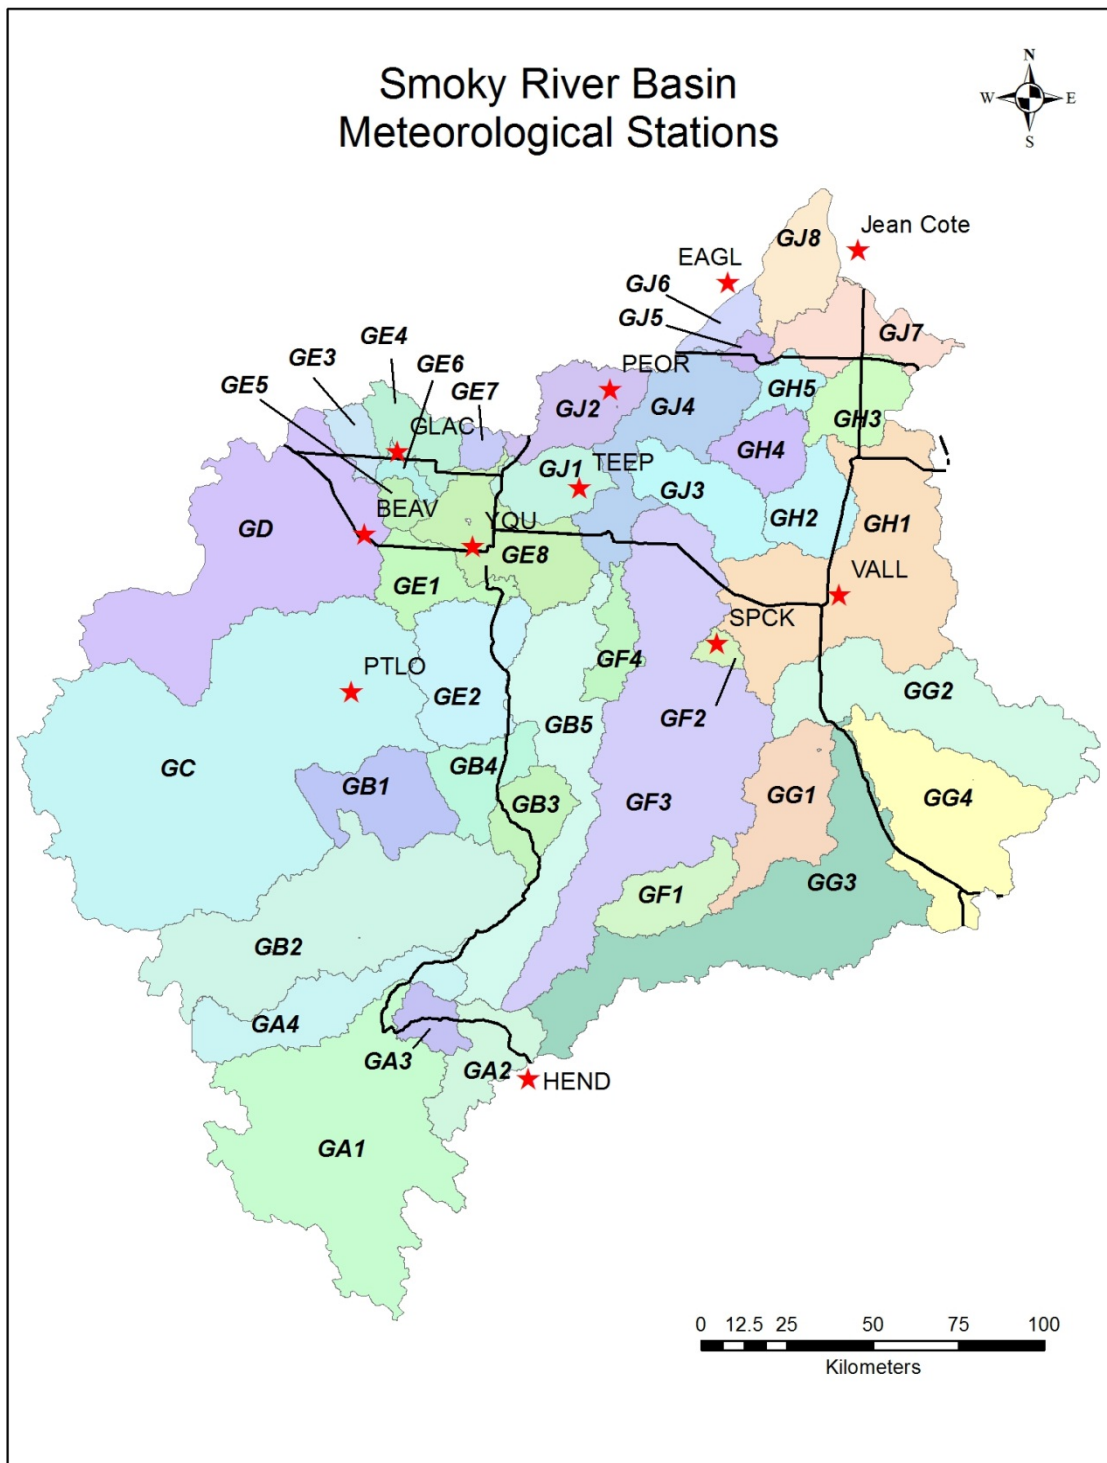 Smoky River Basin
Meteorological Stations
N
W E
S
GJ8
Jean Cote
EAGL
GJ6
GJ5
GJ7
GE4
GE3
GE6
GE5
GE7
PEOR
GJ2
GJ4
GH5
GH3
GLAC
GH4
GJ1
TEEP
GJ3
BEAV
YQU
GD
GE8
GH2
GH1
GE1
VALL
SPCK
PTLO
GF4
GE2
GF2
GG2
GB5
GC
GB1
GB4
GB3
GF3
GG1
GG4
GF1
GG3
GB2
GA4
GA3
GA2
HEND
GA1
0 12.5 25 50 75 100
Kilometers